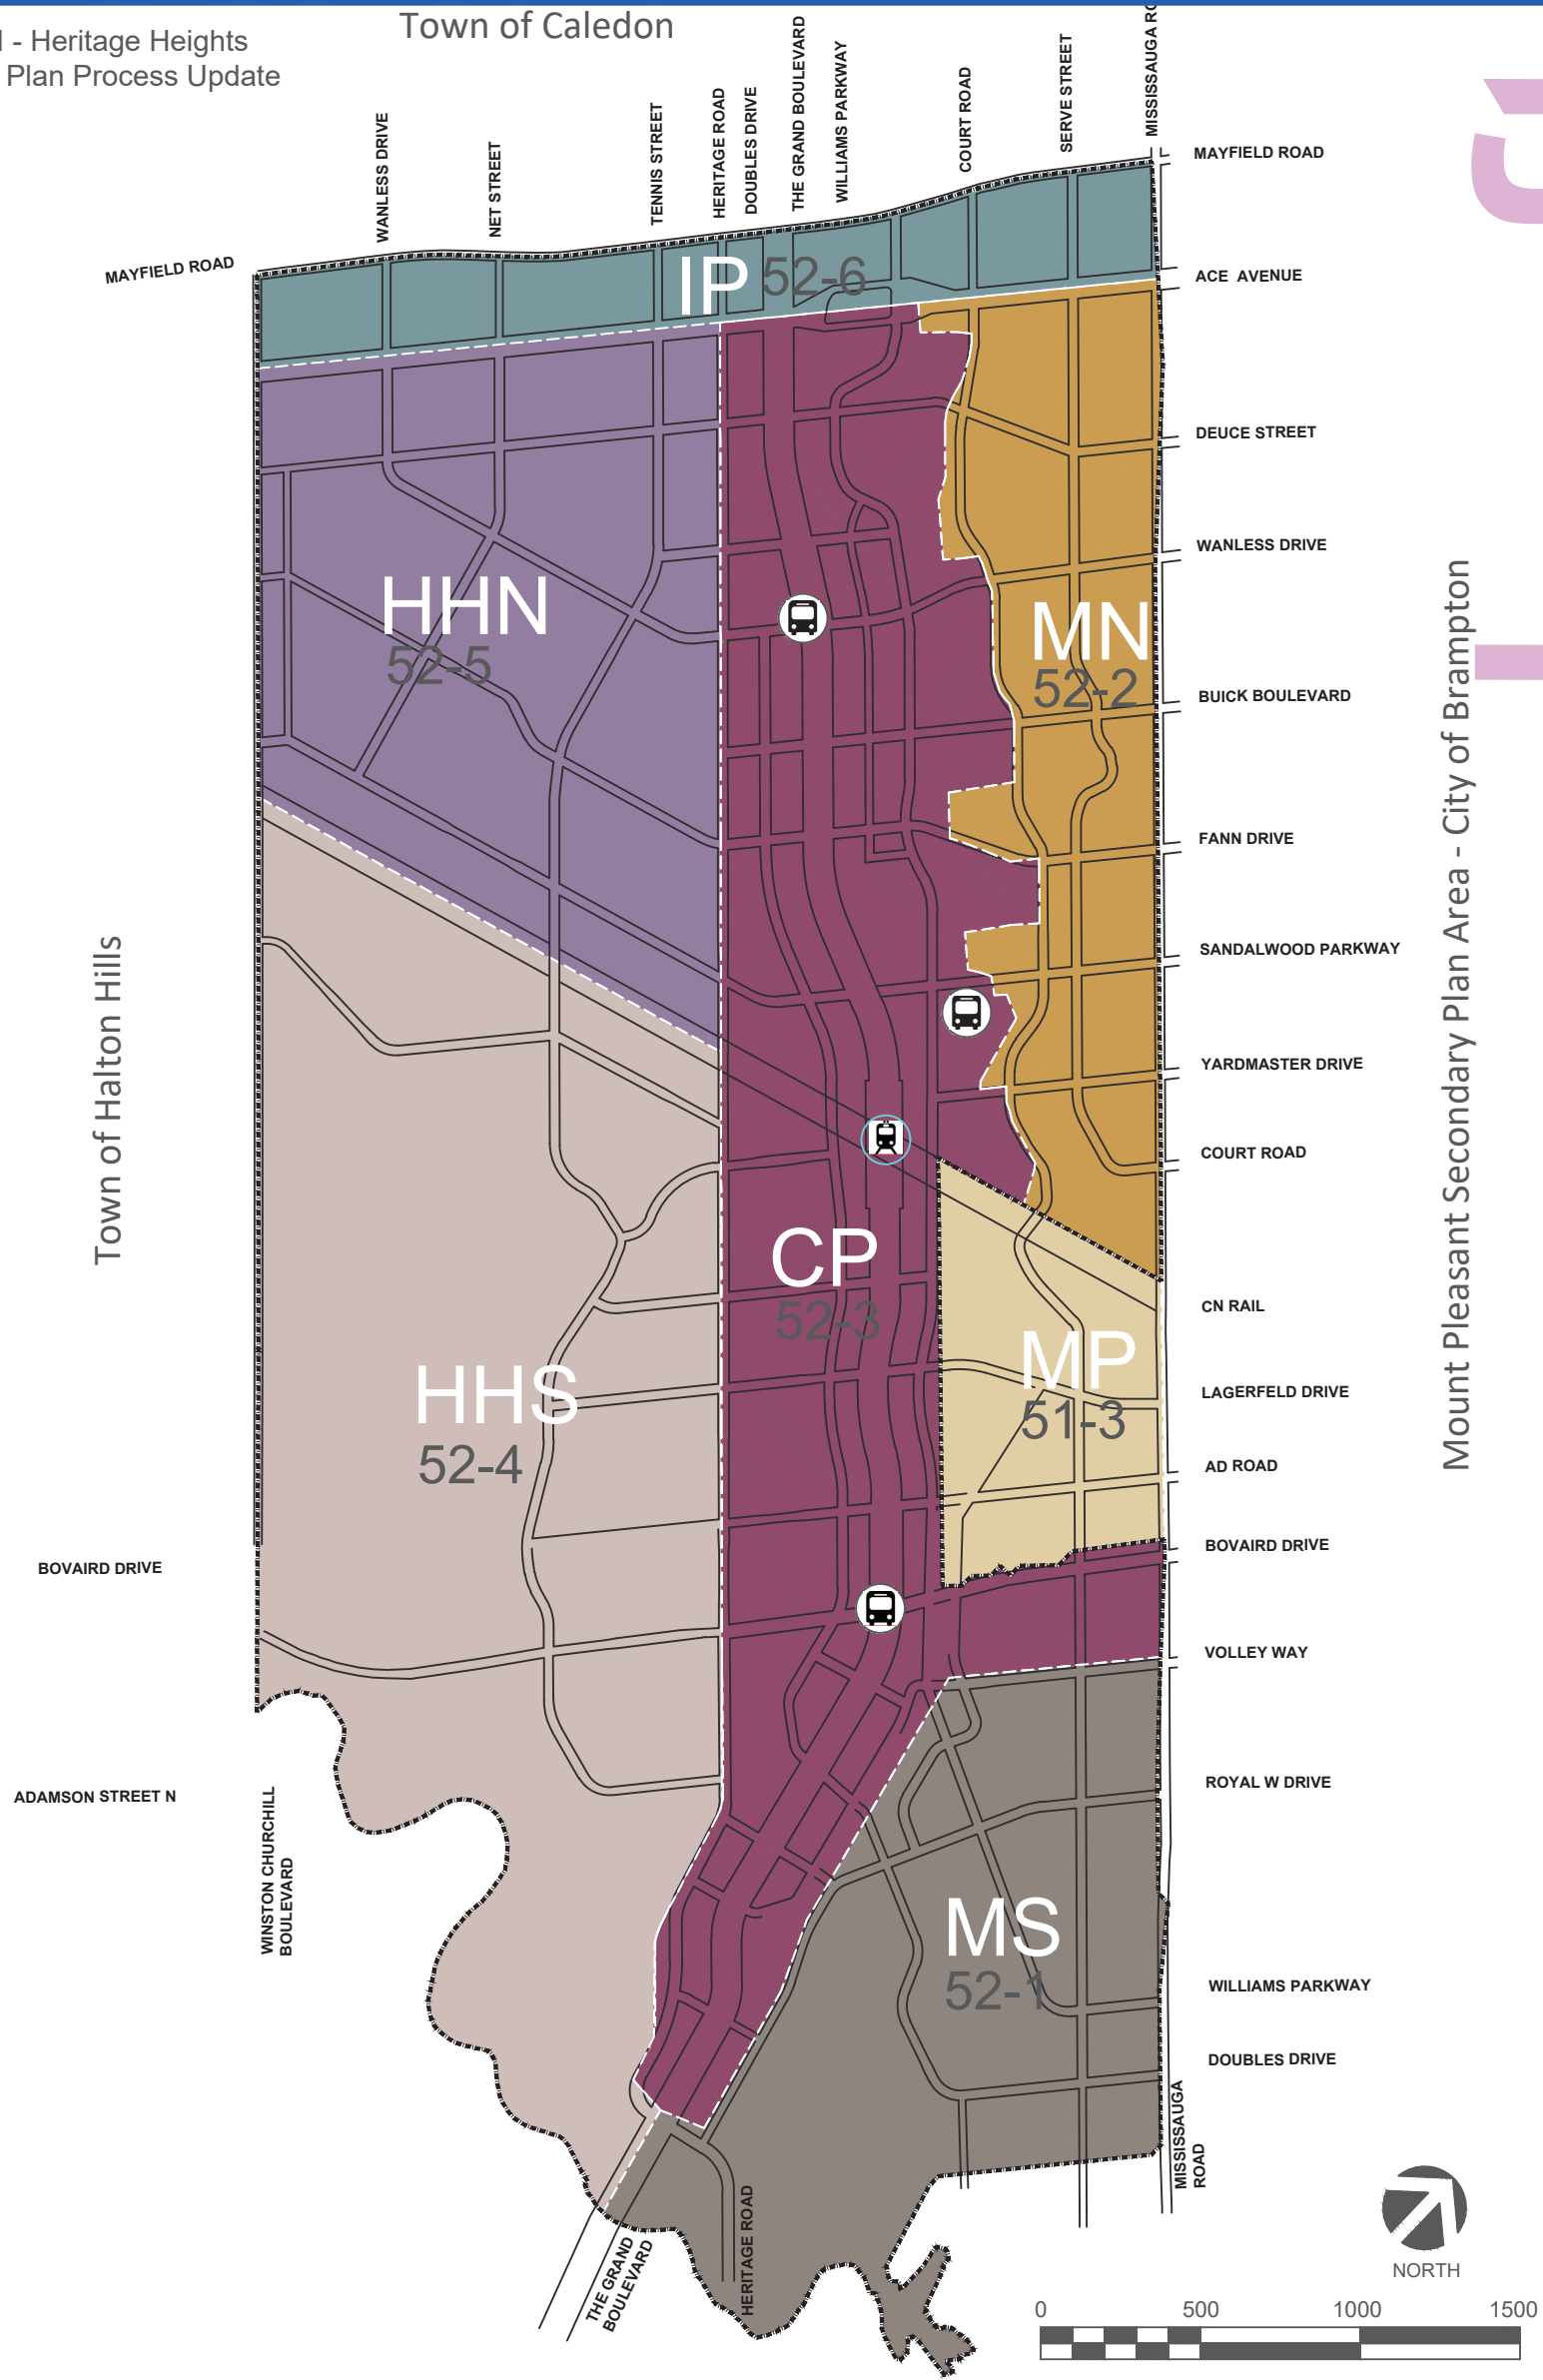 Town of Caledon
- Heritage Heights
Plan Process Update
WANLESS DRIVE
NET STREET
TENNIS STREET
HERITAGE ROAD
DOUBLES DRIVE
THE GRAND BOULEVARD
WILLIAMS PARKWAY
COURT ROAD
SERVE STREET
MISSISSAUGA
MAYFIELD ROAD
MAYFIELD ROAD
ACE AVENUE
IP 52-6
DEUCE STREET
WANLESS DRIVE
HHN
52-5
MN
52-2
BUICK BOULEVARD
FANN DRIVE
SANDALWOOD PARKWAY
YARDMASTER DRIVE
COURT ROAD
Town of Halton Hills
Mount Pleasant Secondary Plan Area - City of Brampton
CP
52-3
CN RAIL
MP
51-3
LAGERFELD DRIVE
HHS
52-4
AD ROAD
BOVAIRD DRIVE
BOVAIRD DRIVE
VOLLEY WAY
ROYAL W DRIVE
ADAMSON STREET N
WINSTON CHURCHILL
BOULEVARD
MS
52-1
WILLIAMS PARKWAY
DOUBLES DRIVE
MISSISSAUGA
ROAD
HERITAGE ROAD
THE GRAND
BOULEVARD
NORTH
0 500 1000 1500